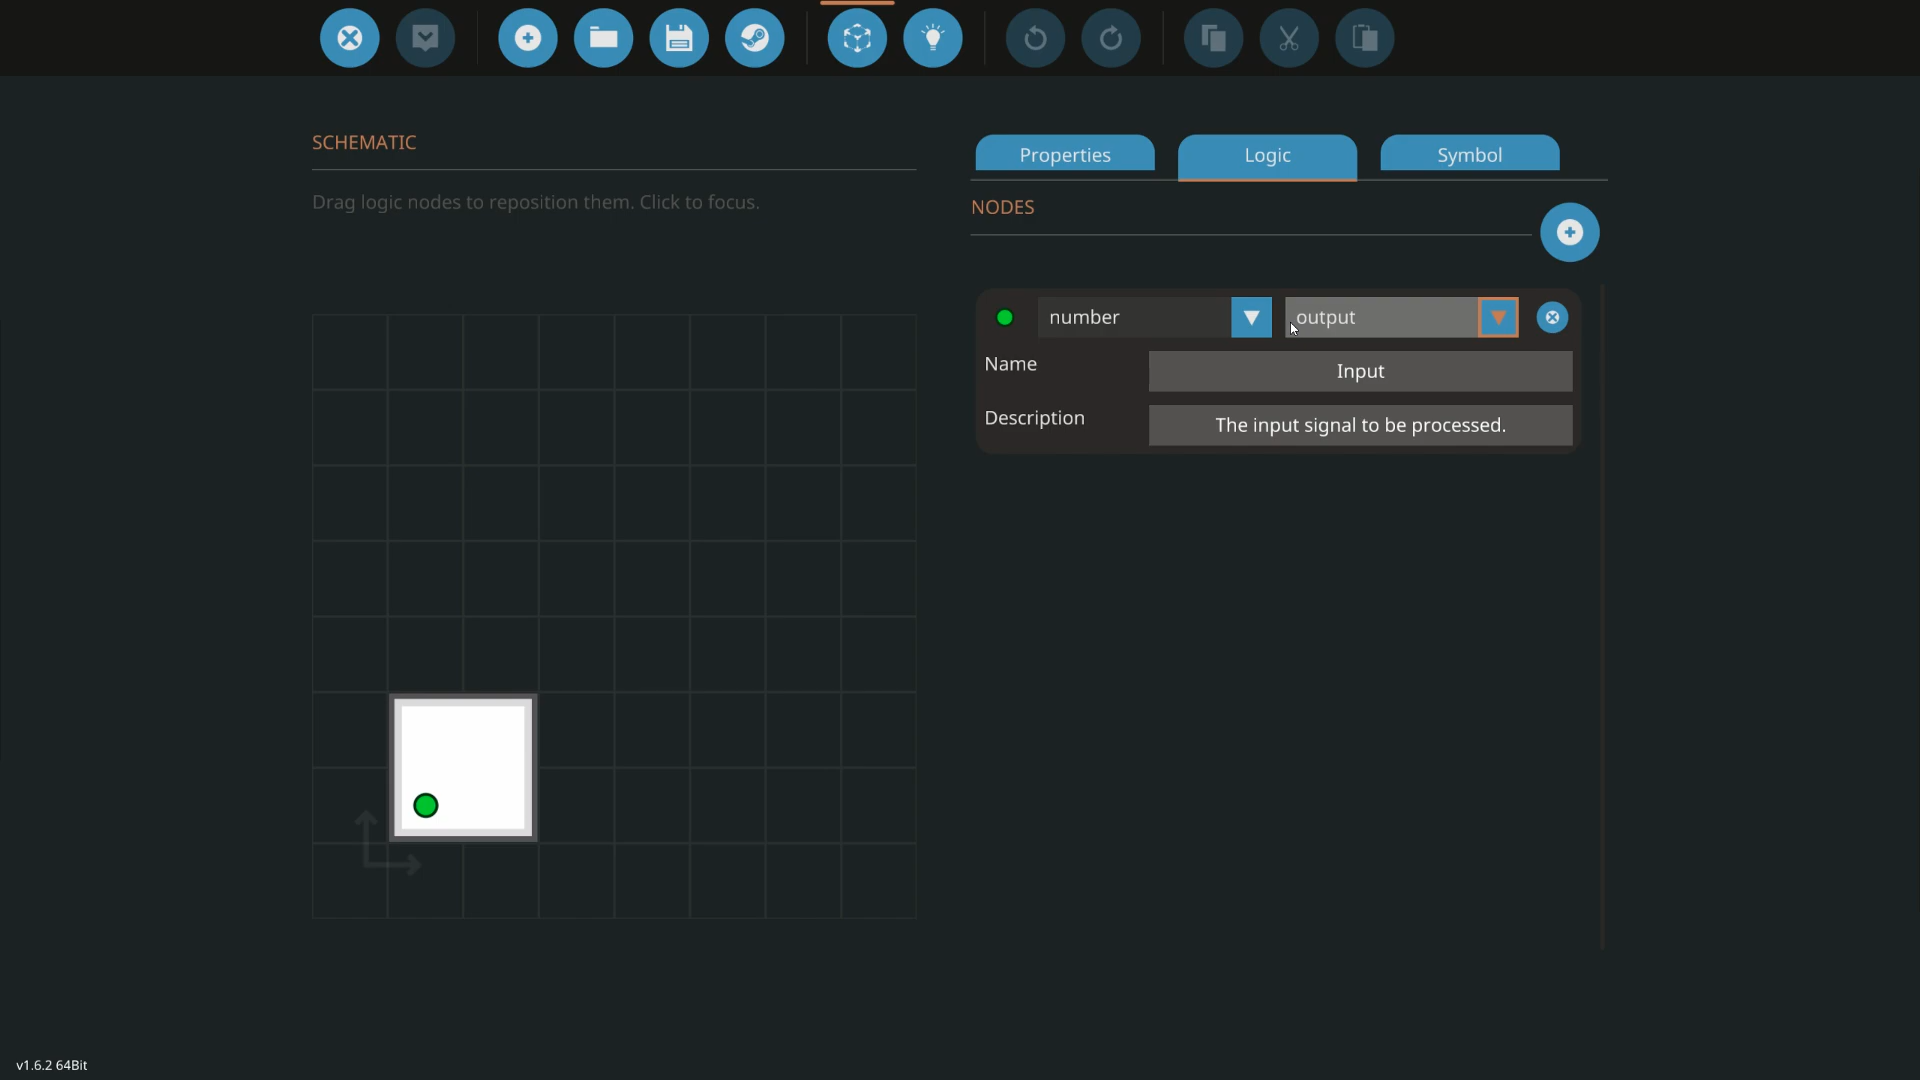 SCHEMATIC
Drag logic nodes to reposition them. Click to focus.
Properties
Logic
Symbol
NODES
number
output
Name
Input
Description
The input signal to be processed.
v1.6.2 64Bit